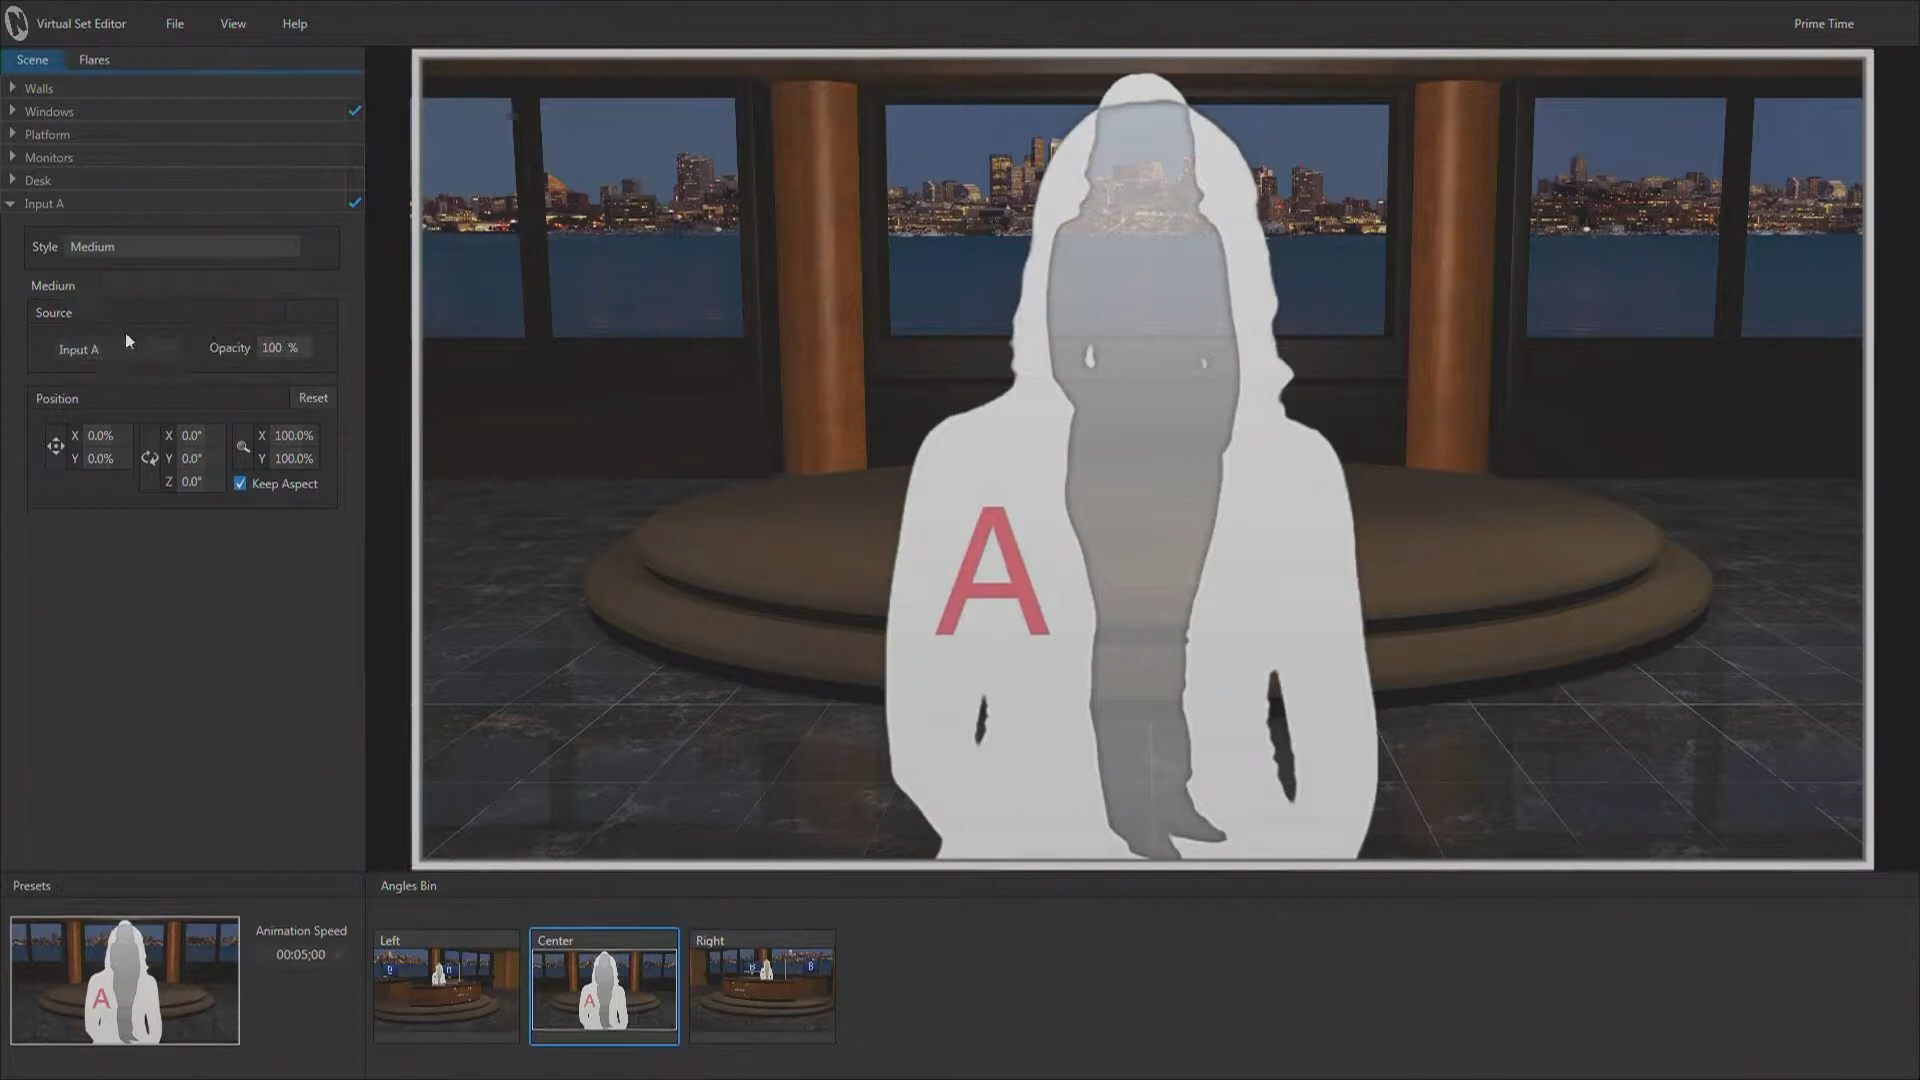 Virtual Set Editor File View Help Prime Time
Scene Flares
Walls
Windows
Platform
Monitors
Desk
Input A
Style Medium
Medium
Source
Input A Opacity 100 %
Position Reset
X 0.0% X 0.0° X 100.0%
Y 0.0% Y 0.0° Y 100.0%
Z 0.0° Keep Aspect
A
Presets Angles Bin
Animation Speed
00:05;00
A
Left
Center
A
Right
B